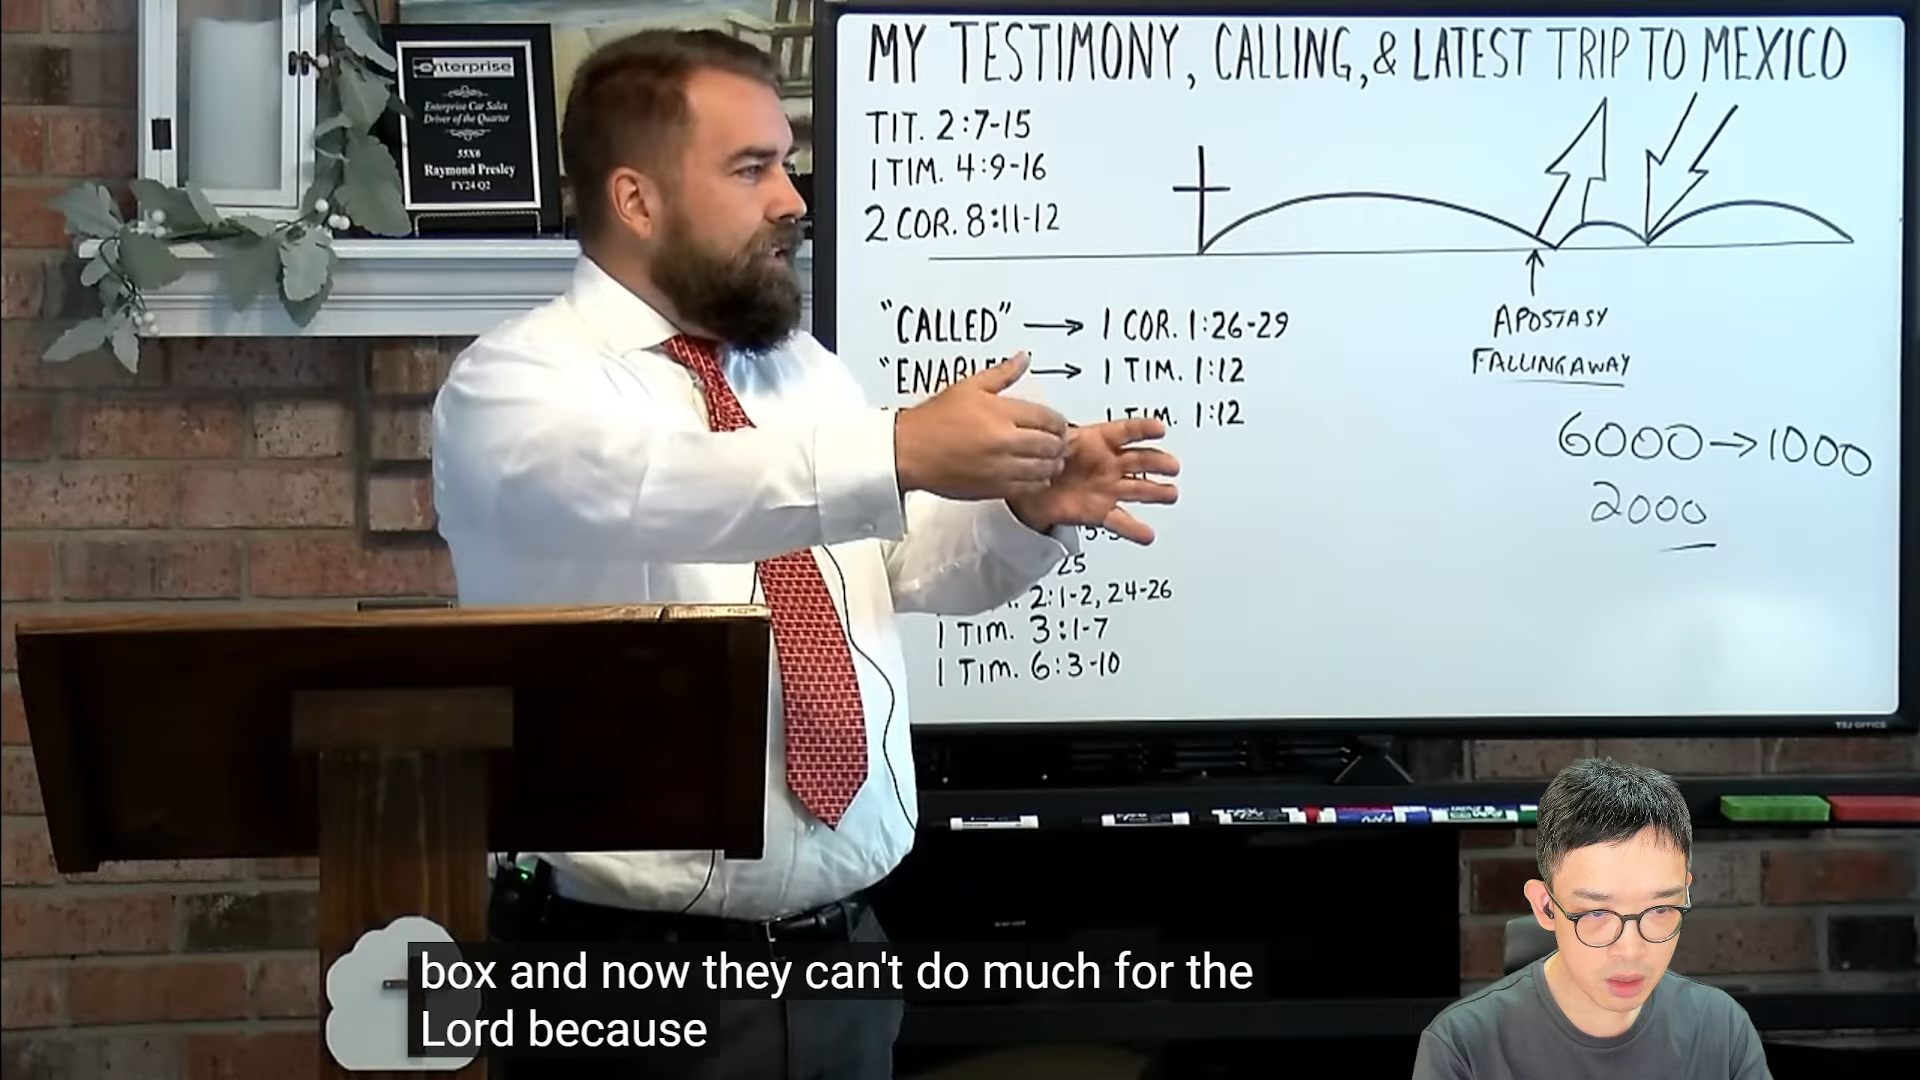 MY TESTIMONY, CALLING, & LATEST TRIP TO MEXICO
TIT. 2:7-15
1 TIM. 4:9-16
2 COR. 8:11-12
"CALLED" → 1 COR. 1:26-29
→ 1 TIM. 1:12
1 TIM. 1:12
25
2:1-2, 24-26
1 TIM. 3:1-7
1 TIM. 6:3-10
APOSTASY
FALLING AWAY
6000→1000
2000
enterprise
Enterprise Car Sales
Driver of the Quarter
55X6
Raymond Presley
FY24 Q2
box and now they can't do much for the
Lord because